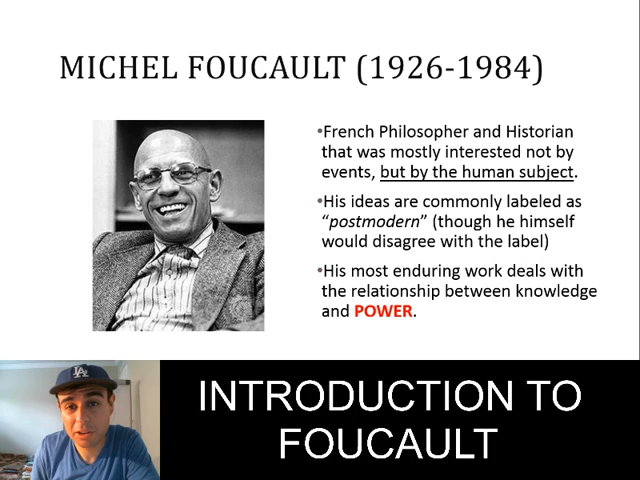 MICHEL FOUCAULT (1926-1984)
•French Philosopher and Historian
that was mostly interested not by
events, but by the human subject.
•His ideas are commonly labeled as
“postmodern” (though he himself
would disagree with the label)
•His most enduring work deals with
the relationship between knowledge
and POWER.
LA
INTRODUCTION TO
FOUCAULT